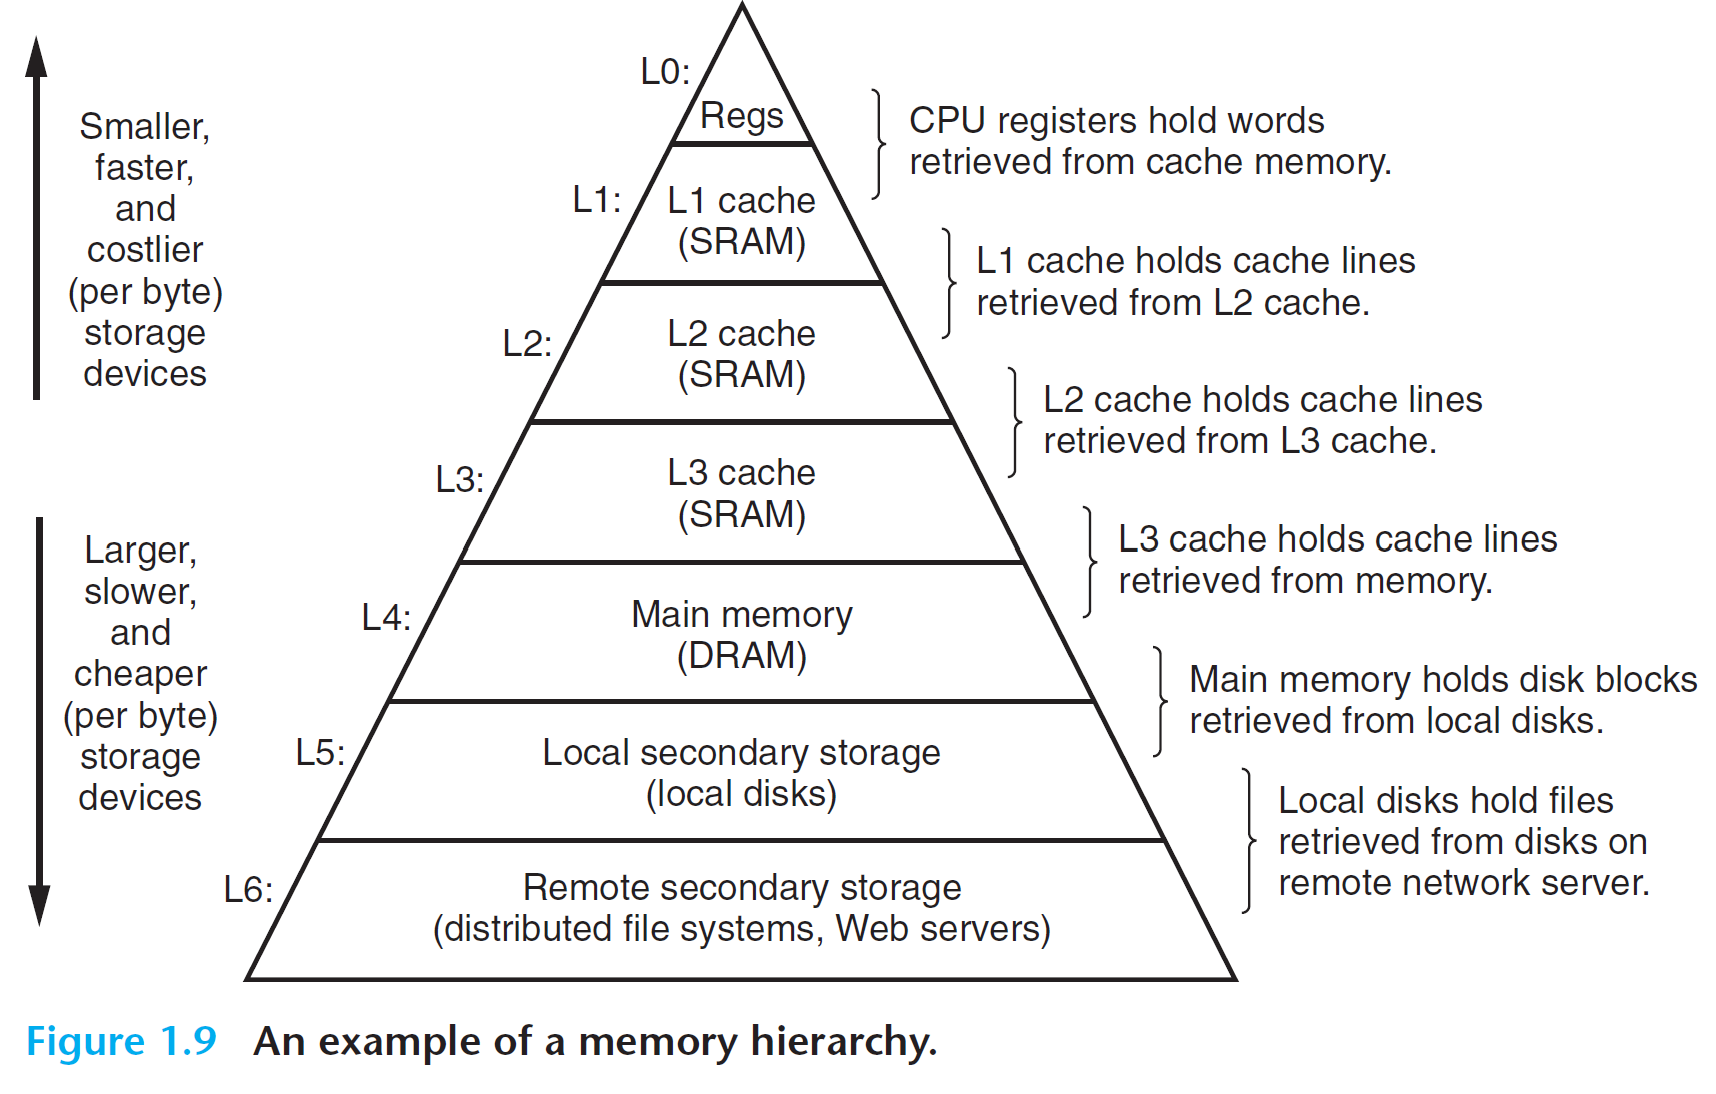 Smaller,
faster,
and
costlier
(per byte)
storage
devices
Larger,
slower,
and
cheaper
(per byte)
storage
devices
L0:
Regs
L1:
L1 cache
(SRAM)
L2:
L2 cache
(SRAM)
L3:
L3 cache
(SRAM)
L4:
Main memory
(DRAM)
L5:
Local secondary storage
(local disks)
L6:
Remote secondary storage
(distributed file systems, Web servers)
CPU registers hold words
retrieved from cache memory.
L1 cache holds cache lines
retrieved from L2 cache.
L2 cache holds cache lines
retrieved from L3 cache.
L3 cache holds cache lines
retrieved from memory.
Main memory holds disk blocks
retrieved from local disks.
Local disks hold files
retrieved from disks on
remote network server.
Figure 1.9 An example of a memory hierarchy.